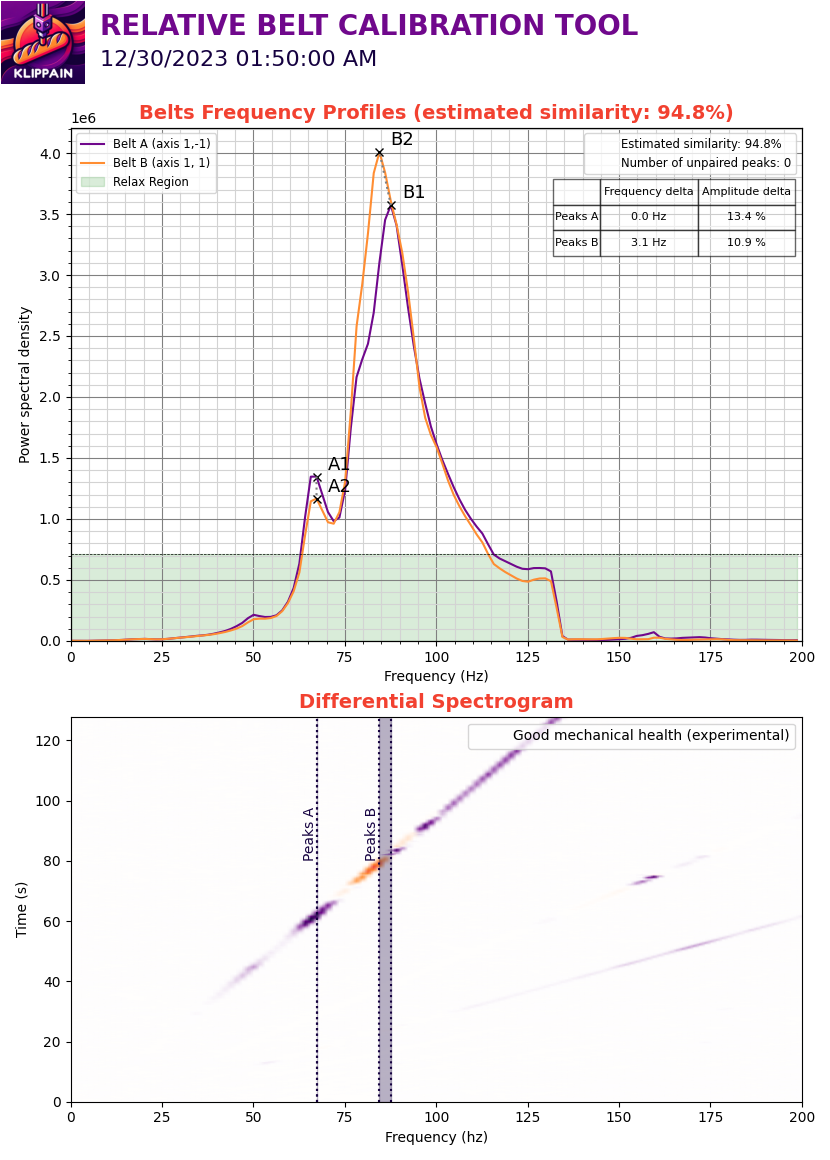 KLIPPAIN
RELATIVE BELT CALIBRATION TOOL
12/30/2023 01:50:00 AM
Belts Frequency Profiles (estimated similarity: 94.8%)
1e6
Belt A (axis 1,-1)
Belt B (axis 1, 1)
Relax Region
Estimated similarity: 94.8%
Number of unpaired peaks: 0
Frequency delta Amplitude delta
Peaks A 0.0 Hz 13.4 %
Peaks B 3.1 Hz 10.9 %
B2
B1
A1
A2
Power spectral density
4.0
3.5
3.0
2.5
2.0
1.5
1.0
0.5
0.0
0 25 50 75 100 125 150 175 200
Frequency (Hz)
Differential Spectrogram
Good mechanical health (experimental)
Peaks A
Peaks B
Time (s)
120
100
80
60
40
20
0
0 25 50 75 100 125 150 175 200
Frequency (hz)